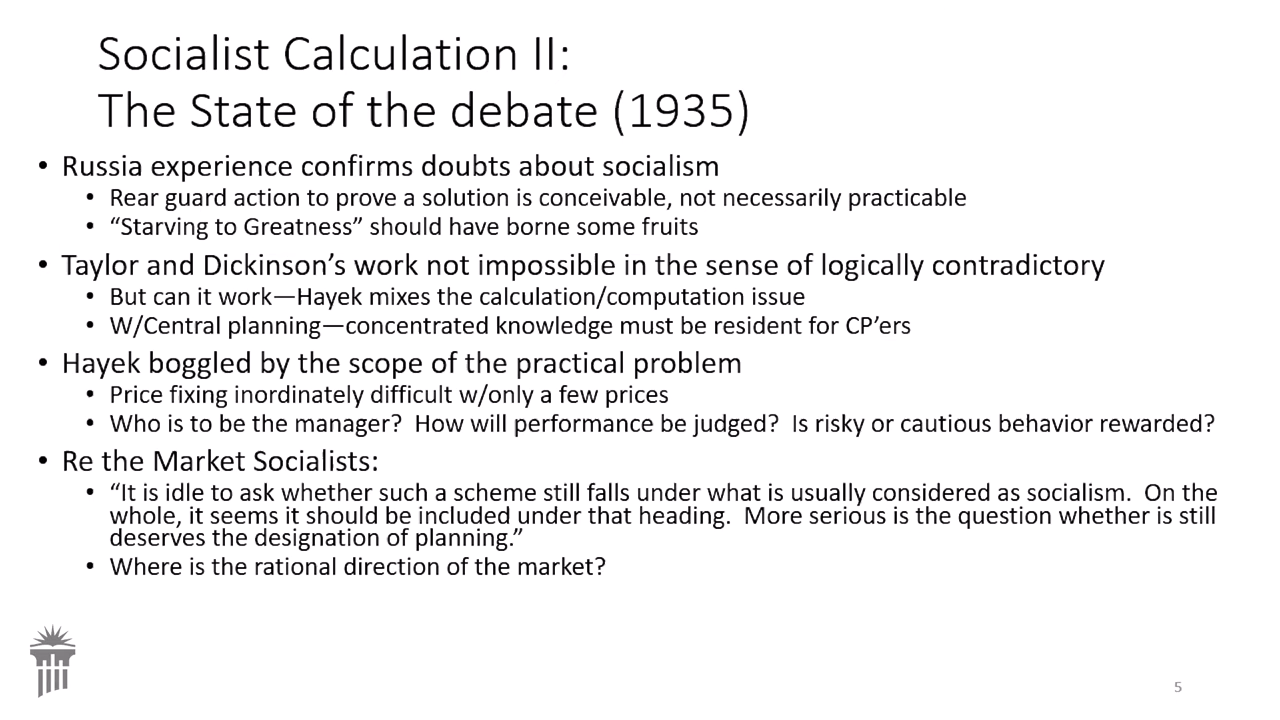 Socialist Calculation II:
The State of the debate (1935)
• Russia experience confirms doubts about socialism
• Rear guard action to prove a solution is conceivable, not necessarily practicable
• “Starving to Greatness” should have borne some fruits
• Taylor and Dickinson’s work not impossible in the sense of logically contradictory
• But can it work—Hayek mixes the calculation/computation issue
• W/Central planning—concentrated knowledge must be resident for CP’ers
• Hayek boggled by the scope of the practical problem
• Price fixing inordinately difficult w/only a few prices
• Who is to be the manager?  How will performance be judged?  Is risky or cautious behavior rewarded?
• Re the Market Socialists:
• “It is idle to ask whether such a scheme still falls under what is usually considered as socialism.  On the
whole, it seems it should be included under that heading.  More serious is the question whether is still
deserves the designation of planning.”
• Where is the rational direction of the market?
5